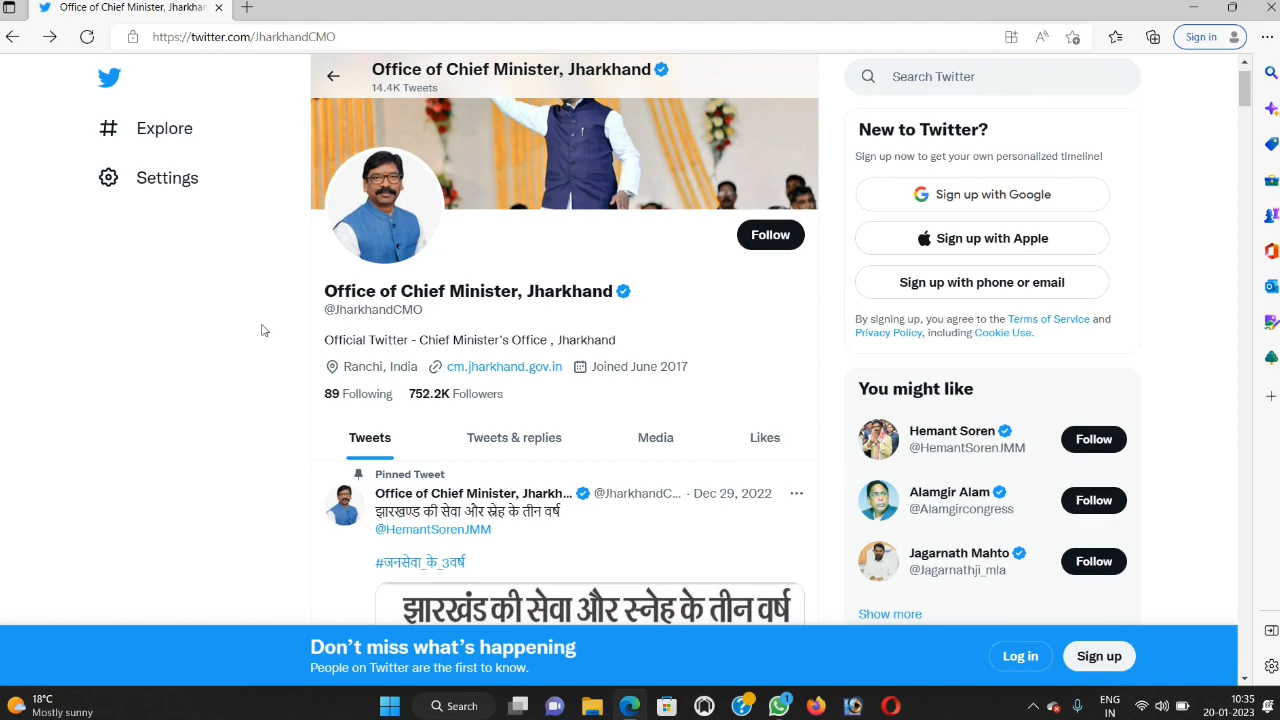 Office of Chief Minister, Jharkhan
https://twitter.com/JharkhandCMO
Sign in
Explore
Settings
Office of Chief Minister, Jharkhand
14.4K Tweets
Follow
Office of Chief Minister, Jharkhand
@JharkhandCMO
Official Twitter - Chief Minister's Office , Jharkhand
Ranchi, India cm.jharkhand.gov.in Joined June 2017
89 Following 752.2K Followers
Tweets Tweets & replies Media Likes
Pinned Tweet
Office of Chief Minister, Jharkh... @JharkhandC... · Dec 29, 2022
झारखण्ड की सेवा और स्नेह के तीन वर्ष
@HemantSorenJMM
#जनसेवा_के_3वर्ष
झारखंड की सेवा और स्नेह के तीन वर्ष
Search Twitter
New to Twitter?
Sign up now to get your own personalized timeline!
Sign up with Google
Sign up with Apple
Sign up with phone or email
By signing up, you agree to the Terms of Service and
Privacy Policy, including Cookie Use.
You might like
Hemant Soren
@HemantSorenJMM
Follow
Alamgir Alam
@Alamgircongress
Follow
Jagarnath Mahto
@Jagarnathji_mla
Follow
Show more
Don't miss what's happening
People on Twitter are the first to know.
Log in
Sign up
18°C
Mostly sunny
Search
1
ENG
IN
10:35
20-01-2023